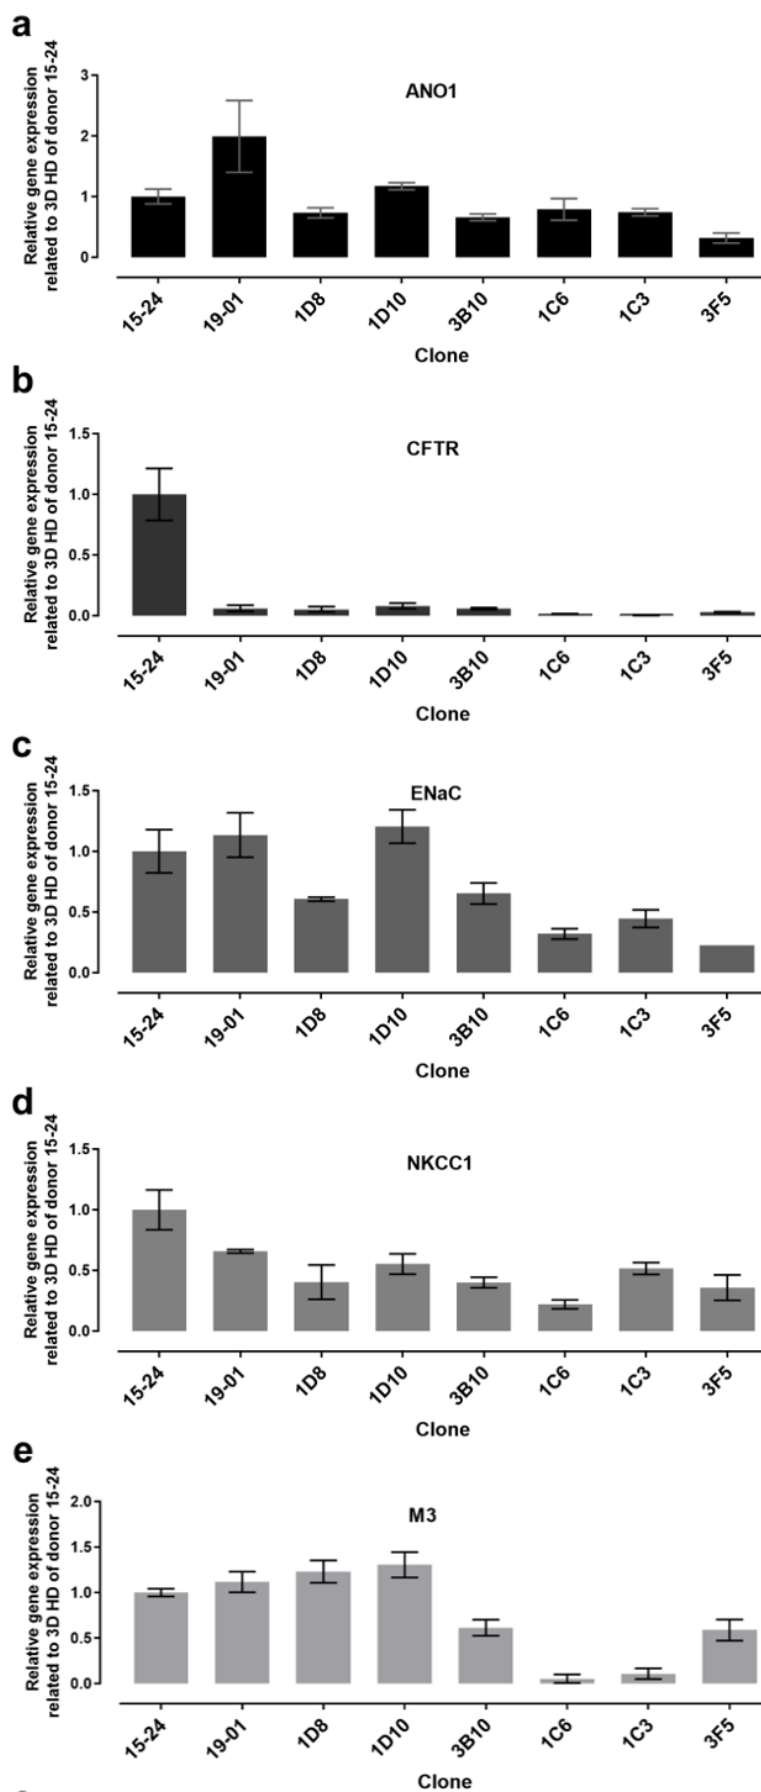 a
Relative gene expression
related to 3D HD of donor 15-24
ANO1
3
2
1
0
15-24 19-01 1D8 1D10 3B10 1C6 1C3 3F5
Clone
b
Relative gene expression
related to 3D HD of donor 15-24
CFTR
1.5
1.0
0.5
0.0
15-24 19-01 1D8 1D10 3B10 1C6 1C3 3F5
Clone
c
Relative gene expression
related to 3D HD of donor 15-24
ENaC
1.5
1.0
0.5
0.0
15-24 19-01 1D8 1D10 3B10 1C6 1C3 3F5
Clone
d
Relative gene expression
related to 3D HD of donor 15-24
NKCC1
1.5
1.0
0.5
0.0
15-24 19-01 1D8 1D10 3B10 1C6 1C3 3F5
Clone
e
Relative gene expression
related to 3D HD of donor 15-24
M3
2.0
1.5
1.0
0.5
0.0
15-24 19-01 1D8 1D10 3B10 1C6 1C3 3F5
Clone